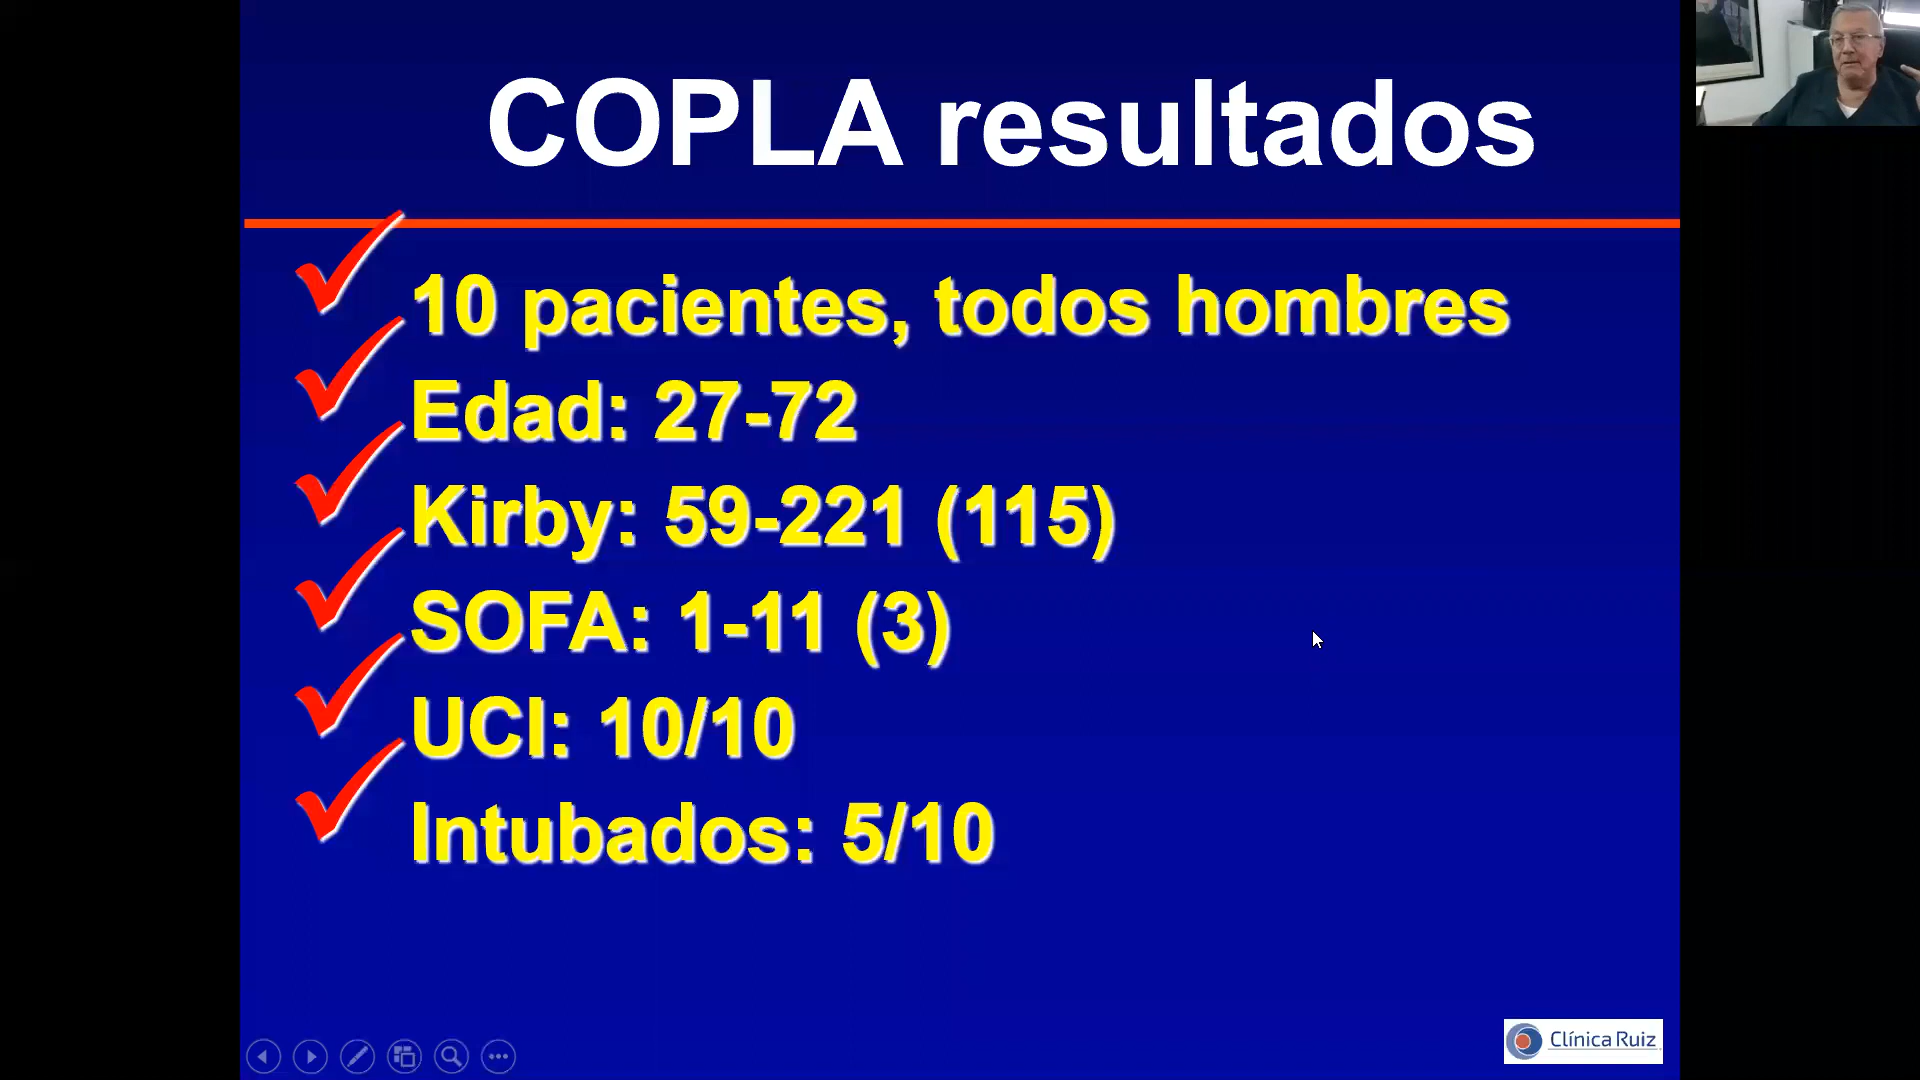 COPLA resultados
10 pacientes, todos hombres
Edad: 27-72
Kirby: 59-221 (115)
SOFA: 1-11 (3)
UCI: 10/10
Intubados: 5/10
Clínica Ruiz